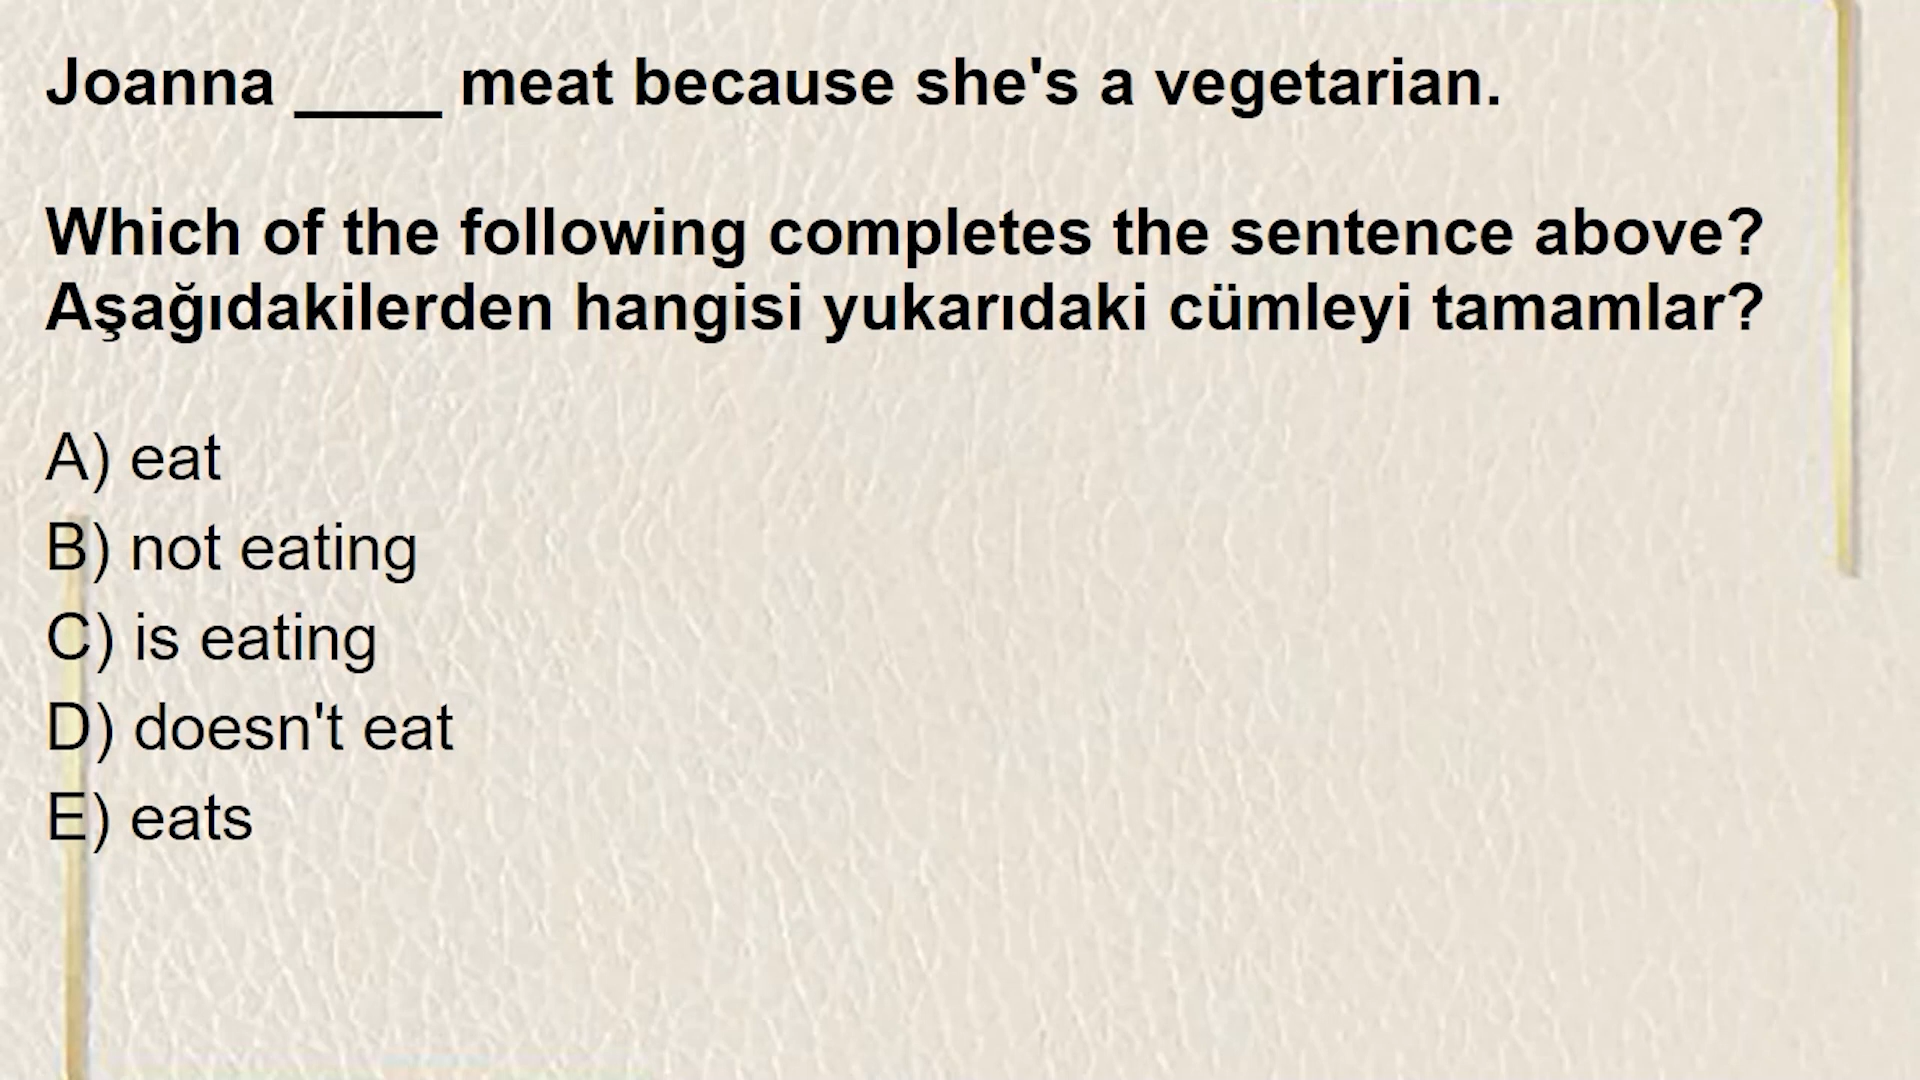 Joanna ____ meat because she's a vegetarian.
Which of the following completes the sentence above?
Aşağıdakilerden hangisi yukarıdaki cümleyi tamamlar?
A) eat
B) not eating
C) is eating
D) doesn't eat
E) eats